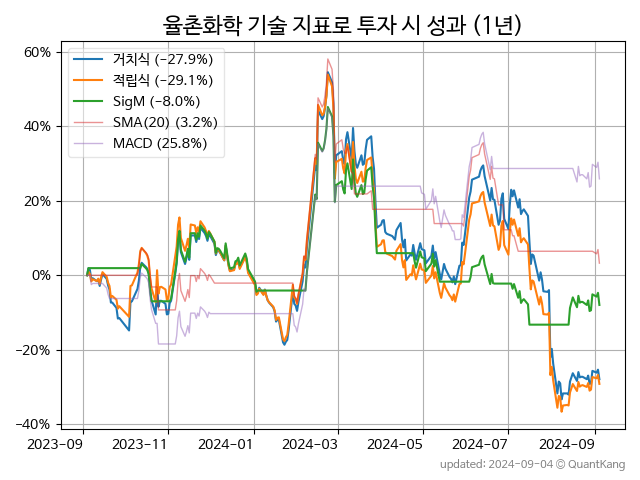 율촌화학 기술 지표로 투자 시 성과 (1년)
60%
40%
20%
0%
−20%
−40%
거치식 (−27.9%)
적립식 (−29.1%)
SigM (−8.0%)
SMA(20) (3.2%)
MACD (25.8%)
2023-09 2023-11 2024-01 2024-03 2024-05 2024-07 2024-09
updated: 2024-09-04 © QuantKang